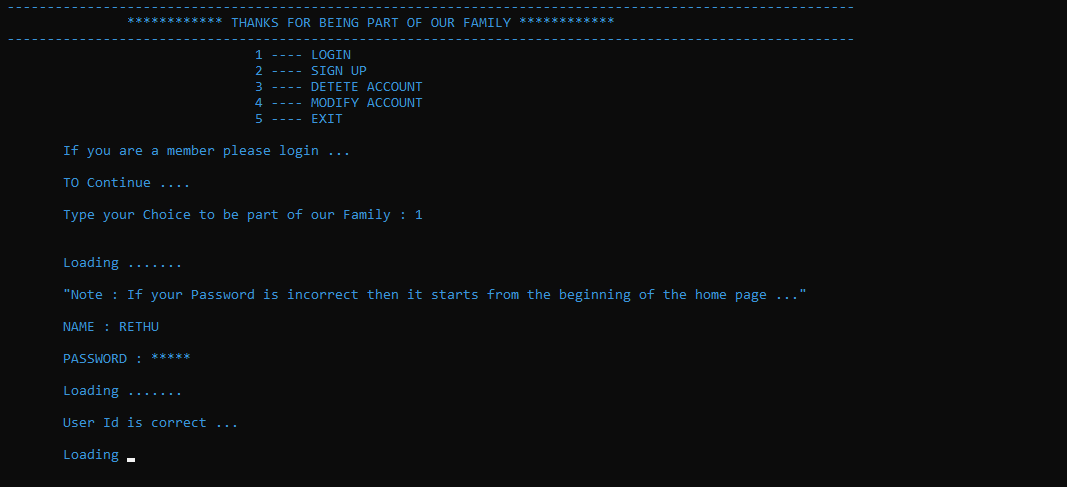 ----------------------------------------------------------------------------------------------------------
************ THANKS FOR BEING PART OF OUR FAMILY ************
----------------------------------------------------------------------------------------------------------
1 ---- LOGIN
2 ---- SIGN UP
3 ---- DETETE ACCOUNT
4 ---- MODIFY ACCOUNT
5 ---- EXIT
If you are a member please login ...
TO Continue ....
Type your Choice to be part of our Family : 1
Loading .......
"Note : If your Password is incorrect then it starts from the beginning of the home page ..."
NAME : RETHU
PASSWORD : *****
Loading .......
User Id is correct ...
Loading